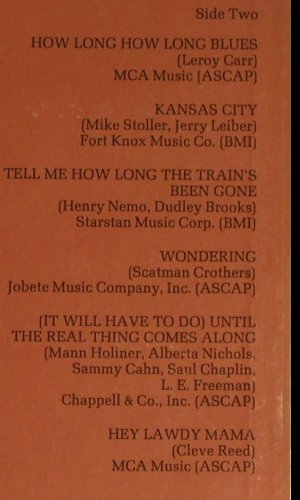 Side Two
HOW LONG HOW LONG BLUES
(Leroy Carr)
MCA Music (ASCAP)
KANSAS CITY
(Mike Stoller, Jerry Leiber)
Fort Knox Music Co. (BMI)
TELL ME HOW LONG THE TRAIN'S
BEEN GONE
(Henry Nemo, Dudley Brooks)
Starstan Music Corp. (BMI)
WONDERING
(Scatman Crothers)
Jobete Music Company, Inc. (ASCAP)
(IT WILL HAVE TO DO) UNTIL
THE REAL THING COMES ALONG
(Mann Holiner, Alberta Nichols,
Sammy Cahn, Saul Chaplin,
L. E. Freeman)
Chappell & Co., Inc. (ASCAP)
HEY LAWDY MAMA
(Cleve Reed)
MCA Music (ASCAP)